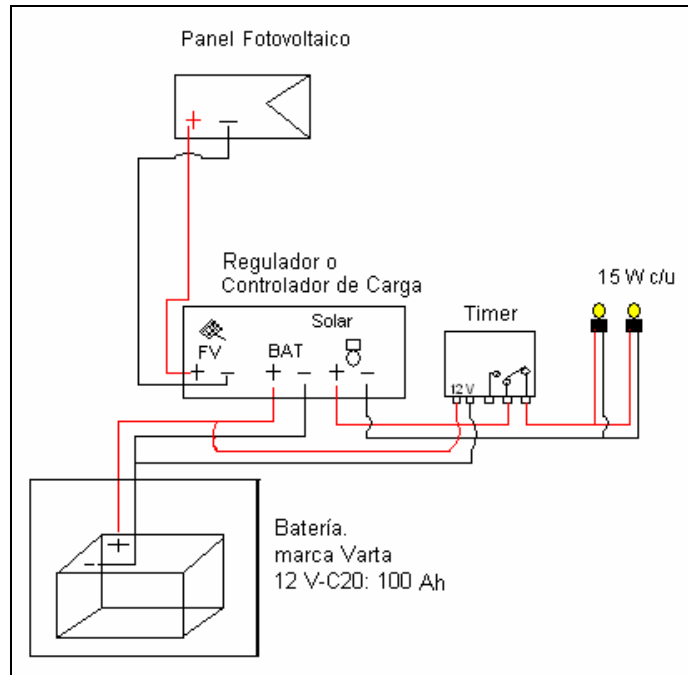 Panel Fotovoltaico
+ −
Regulador o
Controlador de Carga
Solar
FV
BAT
+ − + − + −
Timer
12 V
15 W c/u
+
−
Batería.
marca Varta
12 V-C20: 100 Ah